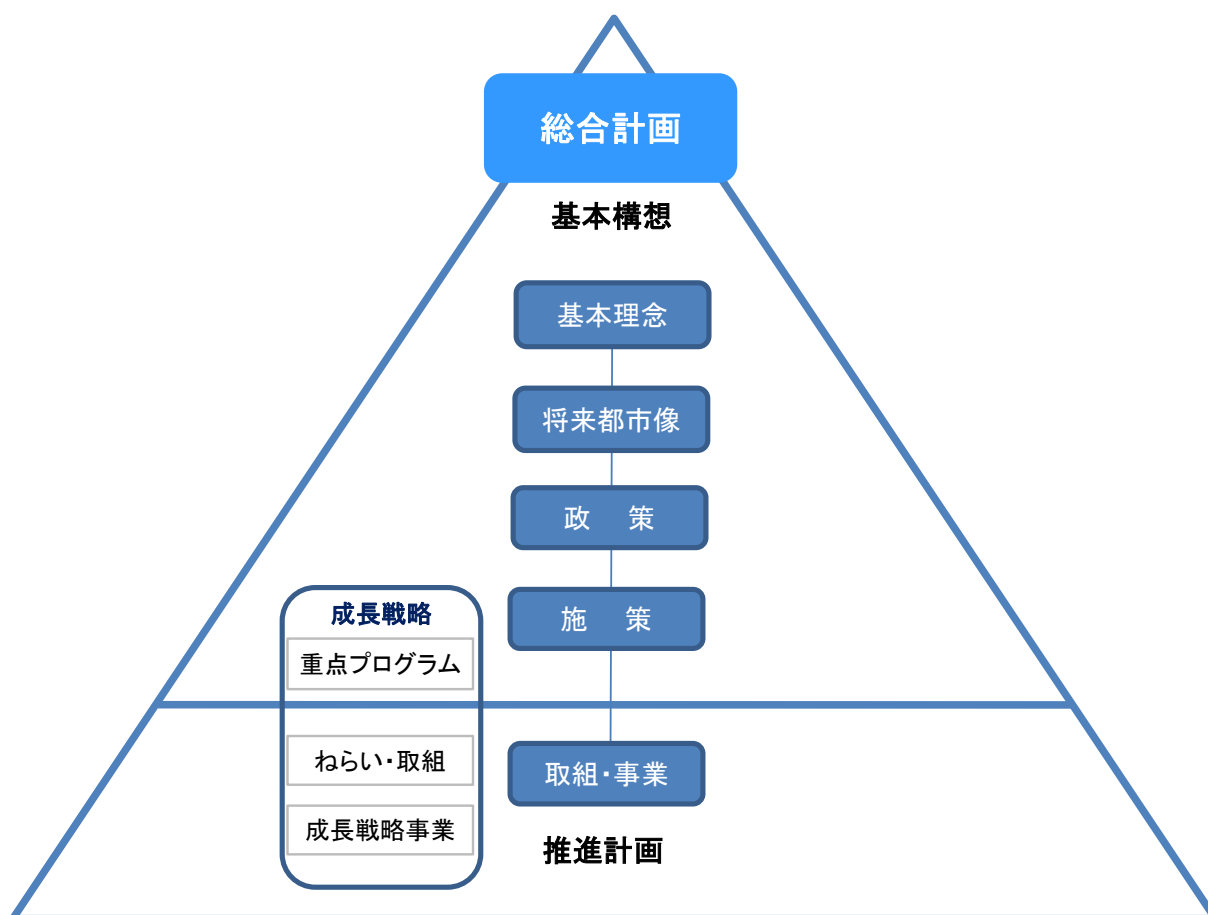 総合計画
基本構想
基本理念
将来都市像
政　策
施　策
成長戦略
重点プログラム
ねらい・取組
成長戦略事業
取組・事業
推進計画